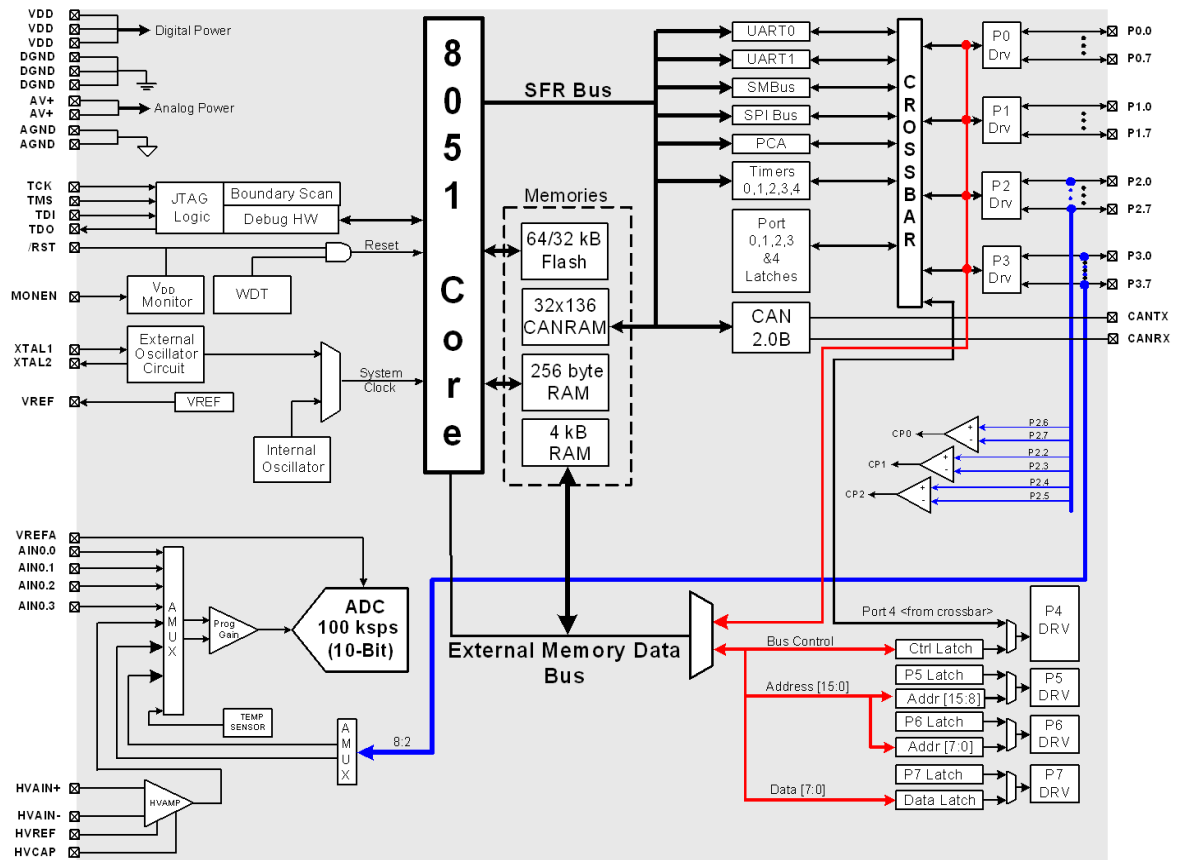 VDD
VDD
VDD
Digital Power
DGND
DGND
DGND
AV+
AV+
Analog Power
AGND
AGND
TCK
TMS
TDI
TDO
JTAG
Logic
Boundary Scan
Debug HW
/RST
Reset
MONEN
VDD
Monitor
WDT
XTAL1
XTAL2
External
Oscillator
Circuit
System
Clock
VREF
VREF
Internal
Oscillator
8
0
5
1
C
o
r
e
SFR Bus
Memories
64/32 kB
Flash
32x136
CANRAM
256 byte
RAM
4 kB
RAM
UART0
UART1
SMBus
SPI Bus
PCA
Timers
0,1,2,3,4
Port
0,1,2,3
&4
Latches
CAN
2.0B
C
R
O
S
S
B
A
R
P0
Drv
P1
Drv
P2
Drv
P3
Drv
P0.0
P0.7
P1.0
P1.7
P2.0
P2.7
P3.0
P3.7
CANTX
CANRX
CP0
+
-
P2.6
P2.7
CP1
+
-
P2.2
P2.3
CP2
+
-
P2.4
P2.5
VREFA
AIN0.0
AIN0.1
AIN0.2
AIN0.3
A
M
U
X
Prog
Gain
ADC
100 ksps
(10-Bit)
TEMP
SENSOR
A
M
U
X
8:2
HVAIN+
HVAIN-
HVREF
HVCAP
HVAMP
External Memory Data
Bus
Port 4 <from crossbar>
Bus Control
Ctrl Latch
P4
DRV
Address [15:0]
P5 Latch
Addr [15:8]
P5
DRV
P6 Latch
Addr [7:0]
P6
DRV
Data [7:0]
P7 Latch
Data Latch
P7
DRV